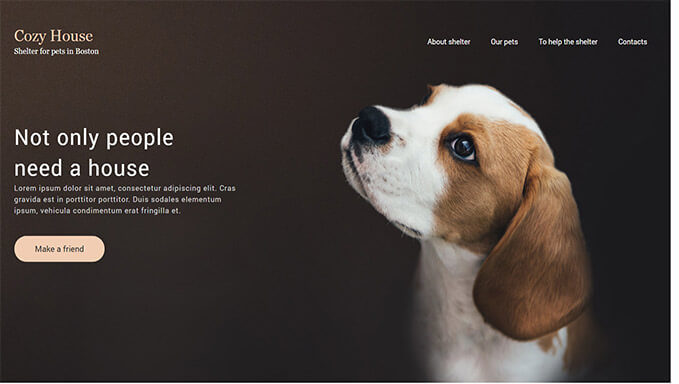 Cozy House
Shelter for pets in Boston
About shelter
Our pets
To help the shelter
Contacts
Not only people
need a house
Lorem ipsum dolor sit amet, consectetur adipiscing elit. Cras
gravida est in porttitor porttitor. Duis sodales elementum
ipsum, vehicula condimentum erat fringilla et.
Make a friend